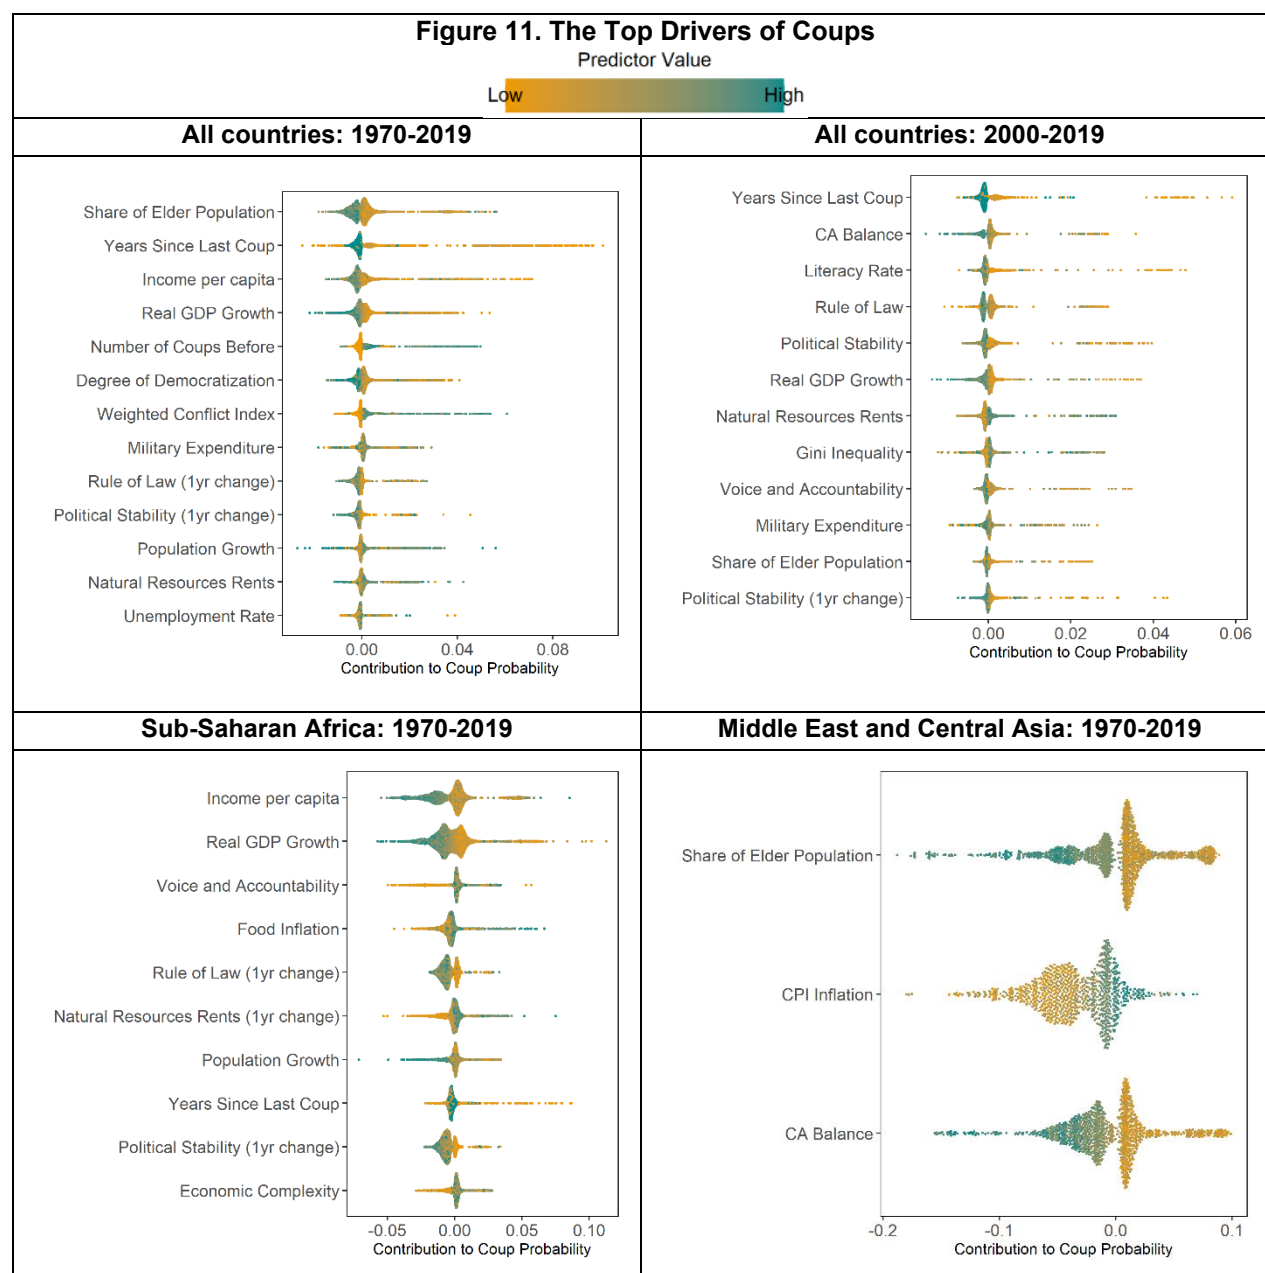 Figure 11. The Top Drivers of Coups
Predictor Value
Low High
All countries: 1970-2019
Share of Elder Population
Years Since Last Coup
Income per capita
Real GDP Growth
Number of Coups Before
Degree of Democratization
Weighted Conflict Index
Military Expenditure
Rule of Law (1yr change)
Political Stability (1yr change)
Population Growth
Natural Resources Rents
Unemployment Rate
0.00 0.04 0.08
Contribution to Coup Probability
All countries: 2000-2019
Years Since Last Coup
CA Balance
Literacy Rate
Rule of Law
Political Stability
Real GDP Growth
Natural Resources Rents
Gini Inequality
Voice and Accountability
Military Expenditure
Share of Elder Population
Political Stability (1yr change)
0.00 0.02 0.04 0.06
Contribution to Coup Probability
Sub-Saharan Africa: 1970-2019
Income per capita
Real GDP Growth
Voice and Accountability
Food Inflation
Rule of Law (1yr change)
Natural Resources Rents (1yr change)
Population Growth
Years Since Last Coup
Political Stability (1yr change)
Economic Complexity
-0.05 0.00 0.05 0.10
Contribution to Coup Probability
Middle East and Central Asia: 1970-2019
Share of Elder Population
CPI Inflation
CA Balance
-0.2 -0.1 0.0 0.1
Contribution to Coup Probability